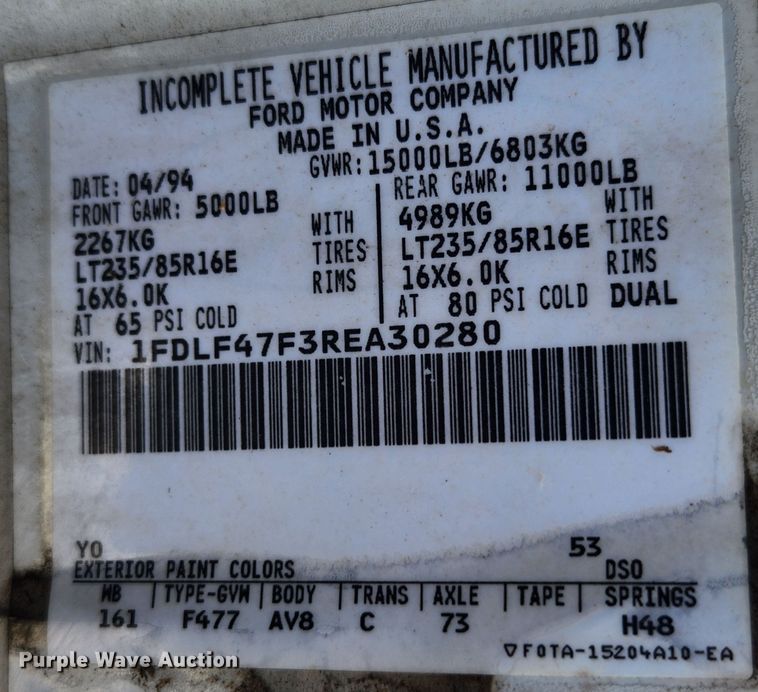 INCOMPLETE VEHICLE MANUFACTURED BY
FORD MOTOR COMPANY
MADE IN U.S.A.
DATE: 04/94 GVWR: 15000LB/6803KG
FRONT GAWR: 5000LB REAR GAWR: 11000LB
2267KG WITH 4989KG WITH
LT235/85R16E TIRES LT235/85R16E TIRES
16X6.0K RIMS 16X6.0K RIMS
AT 65 PSI COLD AT 80 PSI COLD DUAL
VIN: 1FDLF47F3REA30280
YO 53
EXTERIOR PAINT COLORS DSO
WB | TYPE-GVW | BODY | TRANS | AXLE | TAPE | SPRINGS
161 F477 AV8 C 73 H48
▽F0TA-15204A10-EA
Purple Wave Auction